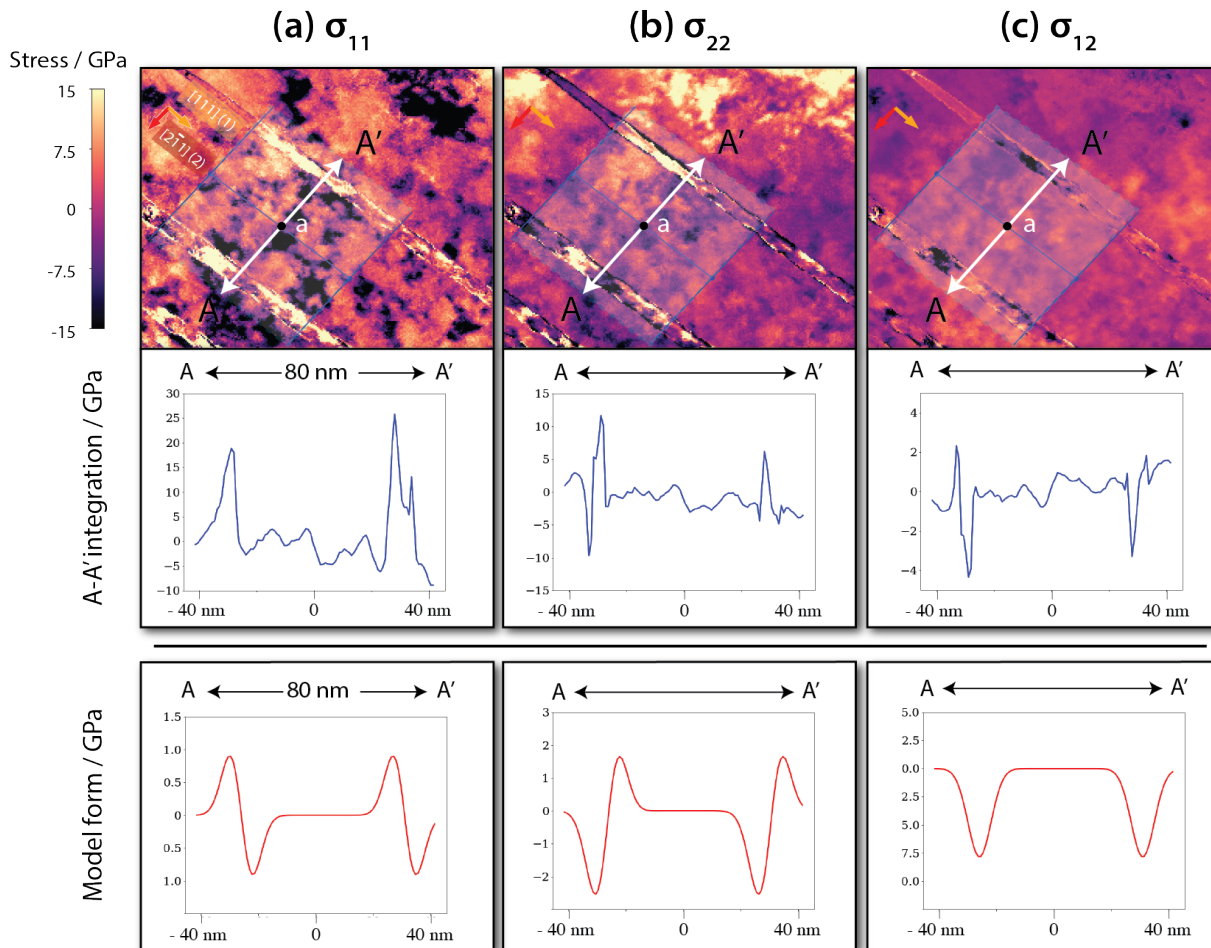 (a) σ11
(b) σ22
(c) σ12
Stress / GPa
15
7.5
0
-7.5
-15
[111] (1)
[21̄1] (2)
A'
a
A
A'
a
A
A'
a
A
A-A' integration / GPa
A 80 nm A'
30
25
20
15
10
5
0
−5
−10
- 40 nm 0 40 nm
A A'
15
10
5
0
−5
−10
−15
- 40 nm 0 40 nm
A A'
4
2
0
−2
−4
- 40 nm 0 40 nm
Model form / GPa
A 80 nm A'
1.5
1.0
0.5
0
0.5
1.0
- 40 nm 0 40 nm
A A'
3
2
1
0
−1
−2
- 40 nm 0 40 nm
A A'
5.0
2.5
0.0
2.5
5.0
7.5
0.0
- 40 nm 0 40 nm